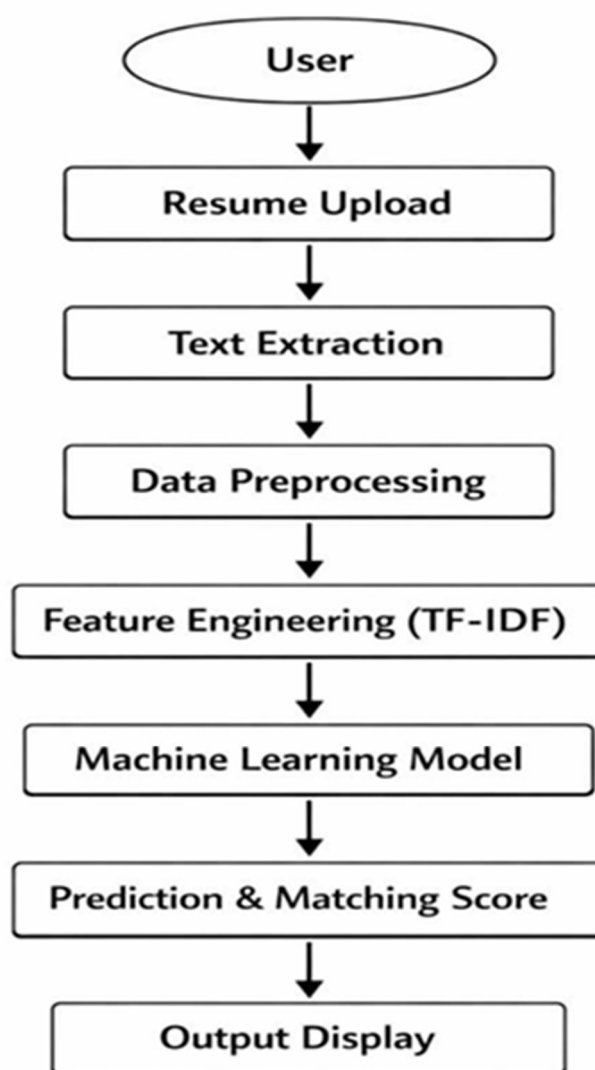 User
Resume Upload
Text Extraction
Data Preprocessing
Feature Engineering (TF-IDF)
Machine Learning Model
Prediction & Matching Score
Output Display